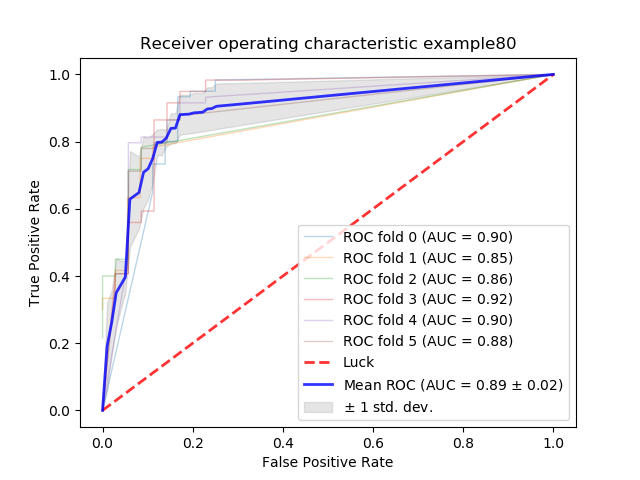 Receiver operating characteristic example80
True Positive Rate
1.0
0.8
0.6
0.4
0.2
0.0
ROC fold 0 (AUC = 0.90)
ROC fold 1 (AUC = 0.85)
ROC fold 2 (AUC = 0.86)
ROC fold 3 (AUC = 0.92)
ROC fold 4 (AUC = 0.90)
ROC fold 5 (AUC = 0.88)
Luck
Mean ROC (AUC = 0.89 ± 0.02)
± 1 std. dev.
0.0 0.2 0.4 0.6 0.8 1.0
False Positive Rate